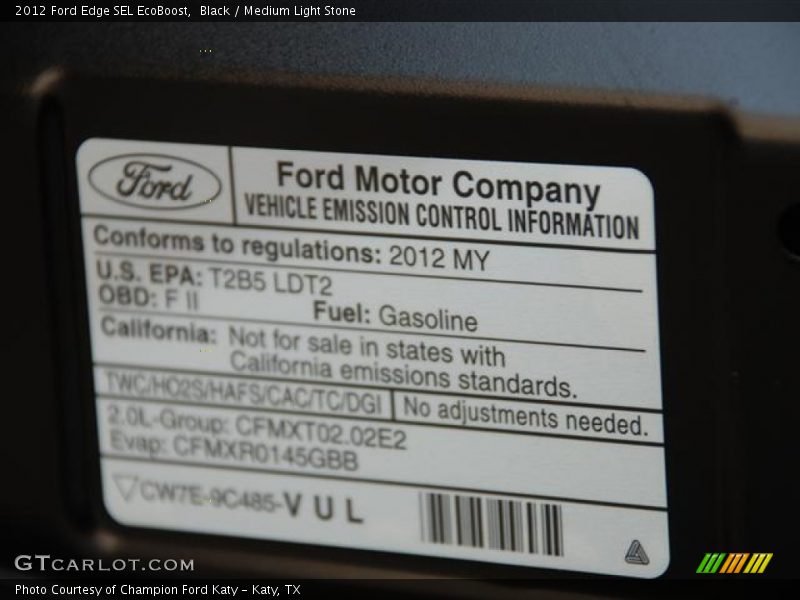 2012 Ford Edge SEL EcoBoost,  Black / Medium Light Stone
Ford
Ford Motor Company
VEHICLE EMISSION CONTROL INFORMATION
Conforms to regulations: 2012 MY
U.S. EPA: T2B5 LDT2
OBD: F II
Fuel: Gasoline
California: Not for sale in states with
California emissions standards.
TWC/HO2S/HAFS/CAC/TC/DGI
No adjustments needed.
2.0L-Group: CFMXT02.02E2
Evap: CFMXR0145GBB
CW7E-9C485-VUL
GTCARLOT.COM
Photo Courtesy of Champion Ford Katy – Katy, TX